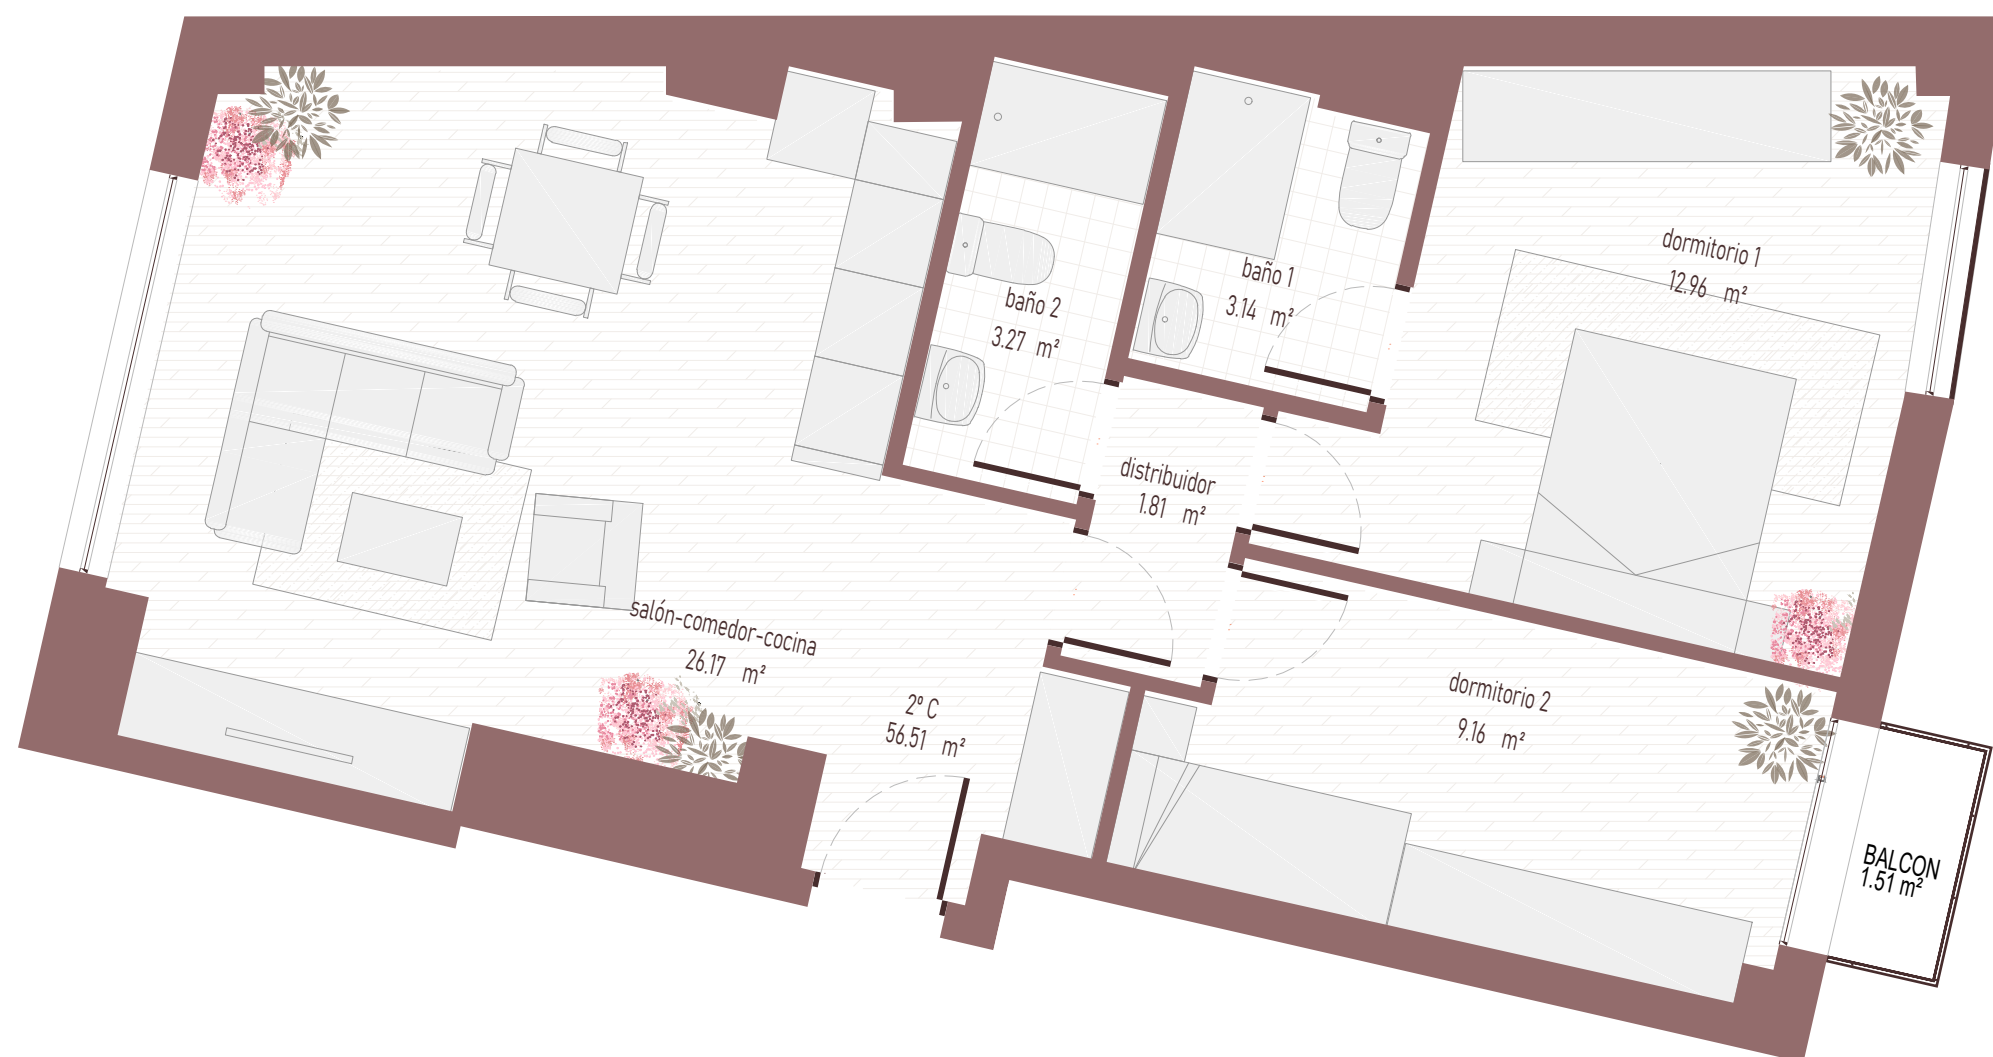 dormitorio 1
12.96 m²
baño 1
3.14 m²
baño 2
3.27 m²
distribuidor
1.81 m²
salón-comedor-cocina
26.17 m²
2º C
56.51 m²
dormitorio 2
9.16 m²
BALCON
1.51 m²